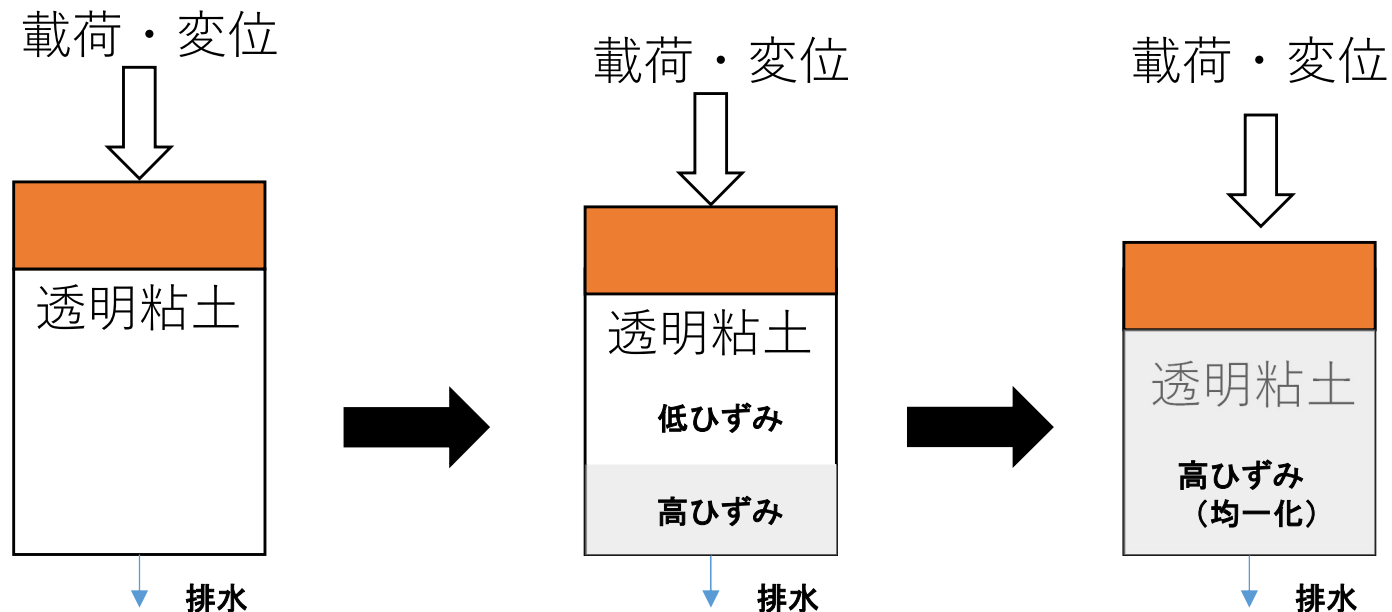 載荷・変位
透明粘土
排水
載荷・変位
透明粘土
低ひずみ
高ひずみ
排水
載荷・変位
透明粘土
高ひずみ
（均一化）
排水